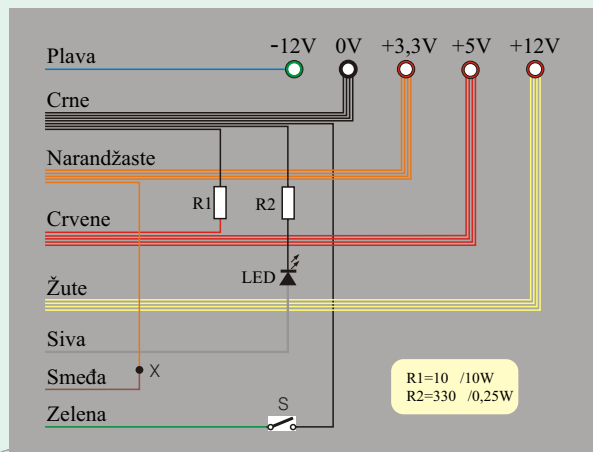 -12V 0V +3,3V +5V +12V
Plava
Crne
Narandžaste
R1 R2
Crvene
LED
Žute
Siva
X
Smeđa
R1=10 /10W
R2=330 /0,25W
S
Zelena